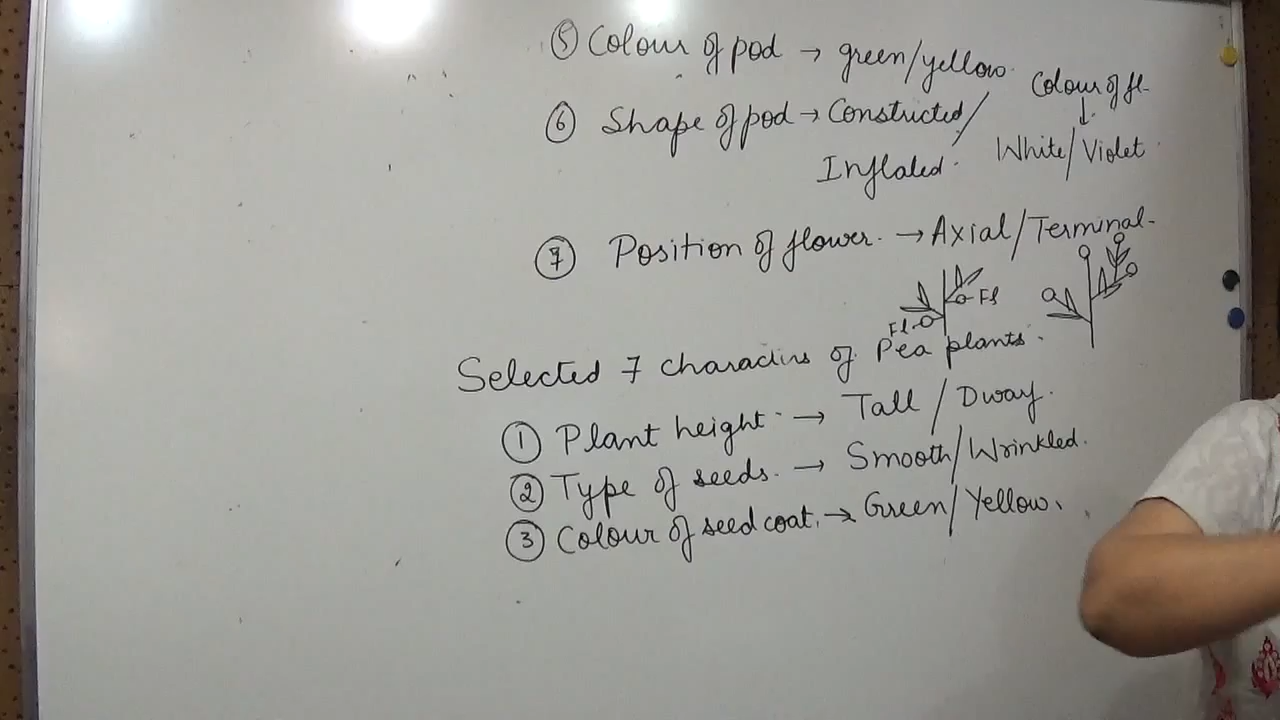 ⑤ Colour of pod → green/yellow.
⑥ Shape of pod → Constricted/
Inflated.
Colour of fl.
↓
White/Violet
⑦ Position of flower. → Axial/Terminal-
Fl
Fl.
Selected 7 characters of Pea plants.
① Plant height → Tall / Dwarf.
② Type of seeds. → Smooth/Wrinkled.
③ Colour of seed coat. → Green/Yellow.